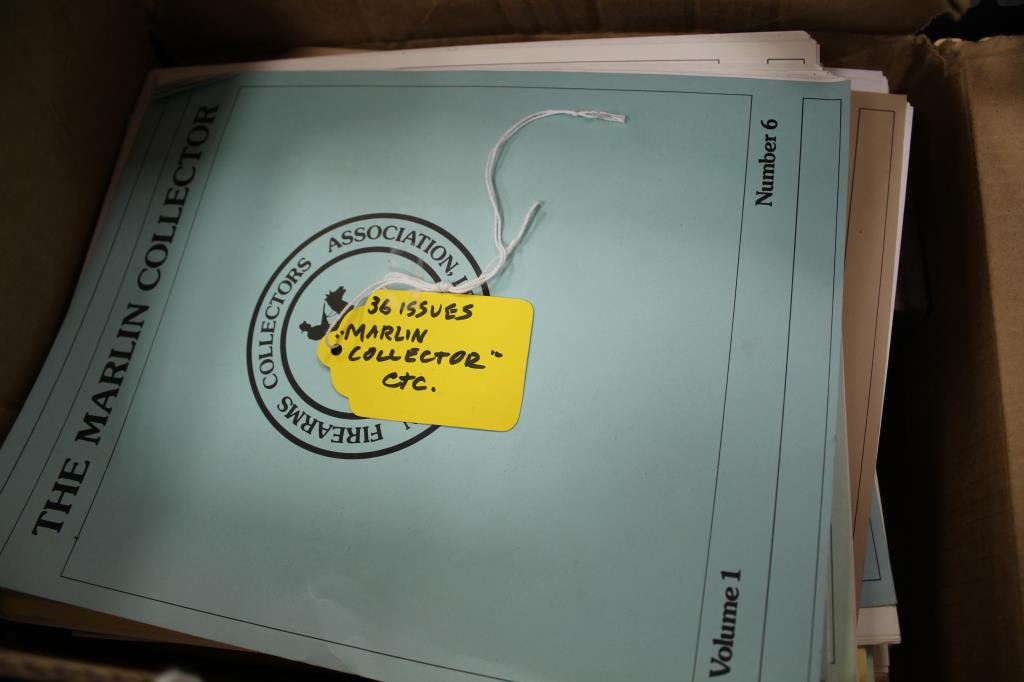 THE MARLIN COLLECTOR
FIREARMS COLLECTORS ASSOCIATION,
36 ISSUES
"MARLIN
COLLECTOR"
ETC.
Volume 1
Number 6